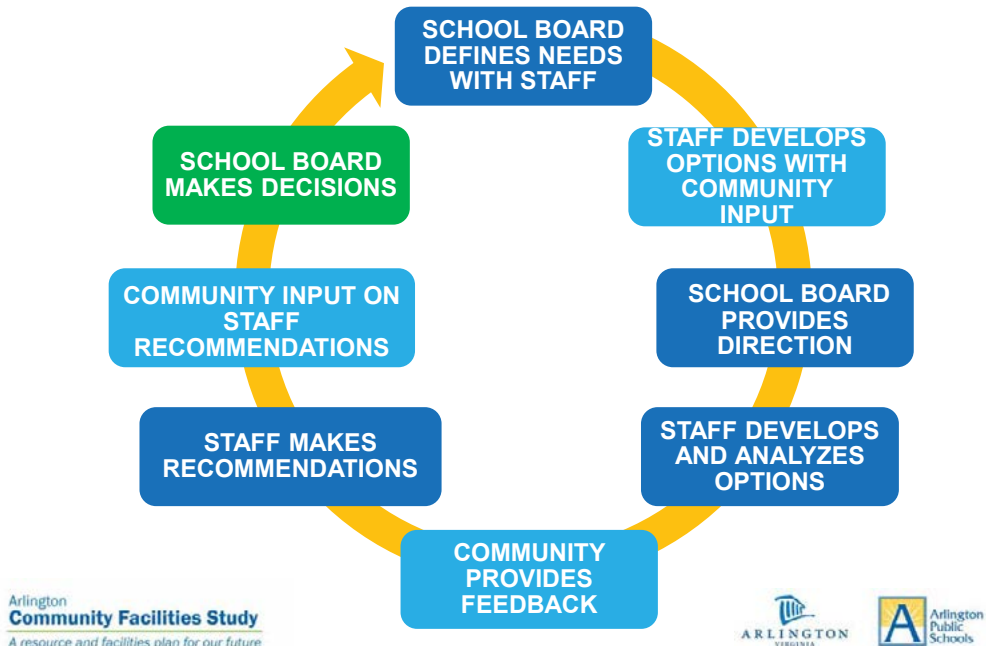 SCHOOL BOARD
DEFINES NEEDS
WITH STAFF
STAFF DEVELOPS
OPTIONS WITH
COMMUNITY
INPUT
SCHOOL BOARD
PROVIDES
DIRECTION
STAFF DEVELOPS
AND ANALYZES
OPTIONS
COMMUNITY
PROVIDES
FEEDBACK
STAFF MAKES
RECOMMENDATIONS
COMMUNITY INPUT ON
STAFF
RECOMMENDATIONS
SCHOOL BOARD
MAKES DECISIONS
Arlington
Community Facilities Study
A resource and facilities plan for our future
ARLINGTON
VIRGINIA
A
Arlington
Public
Schools